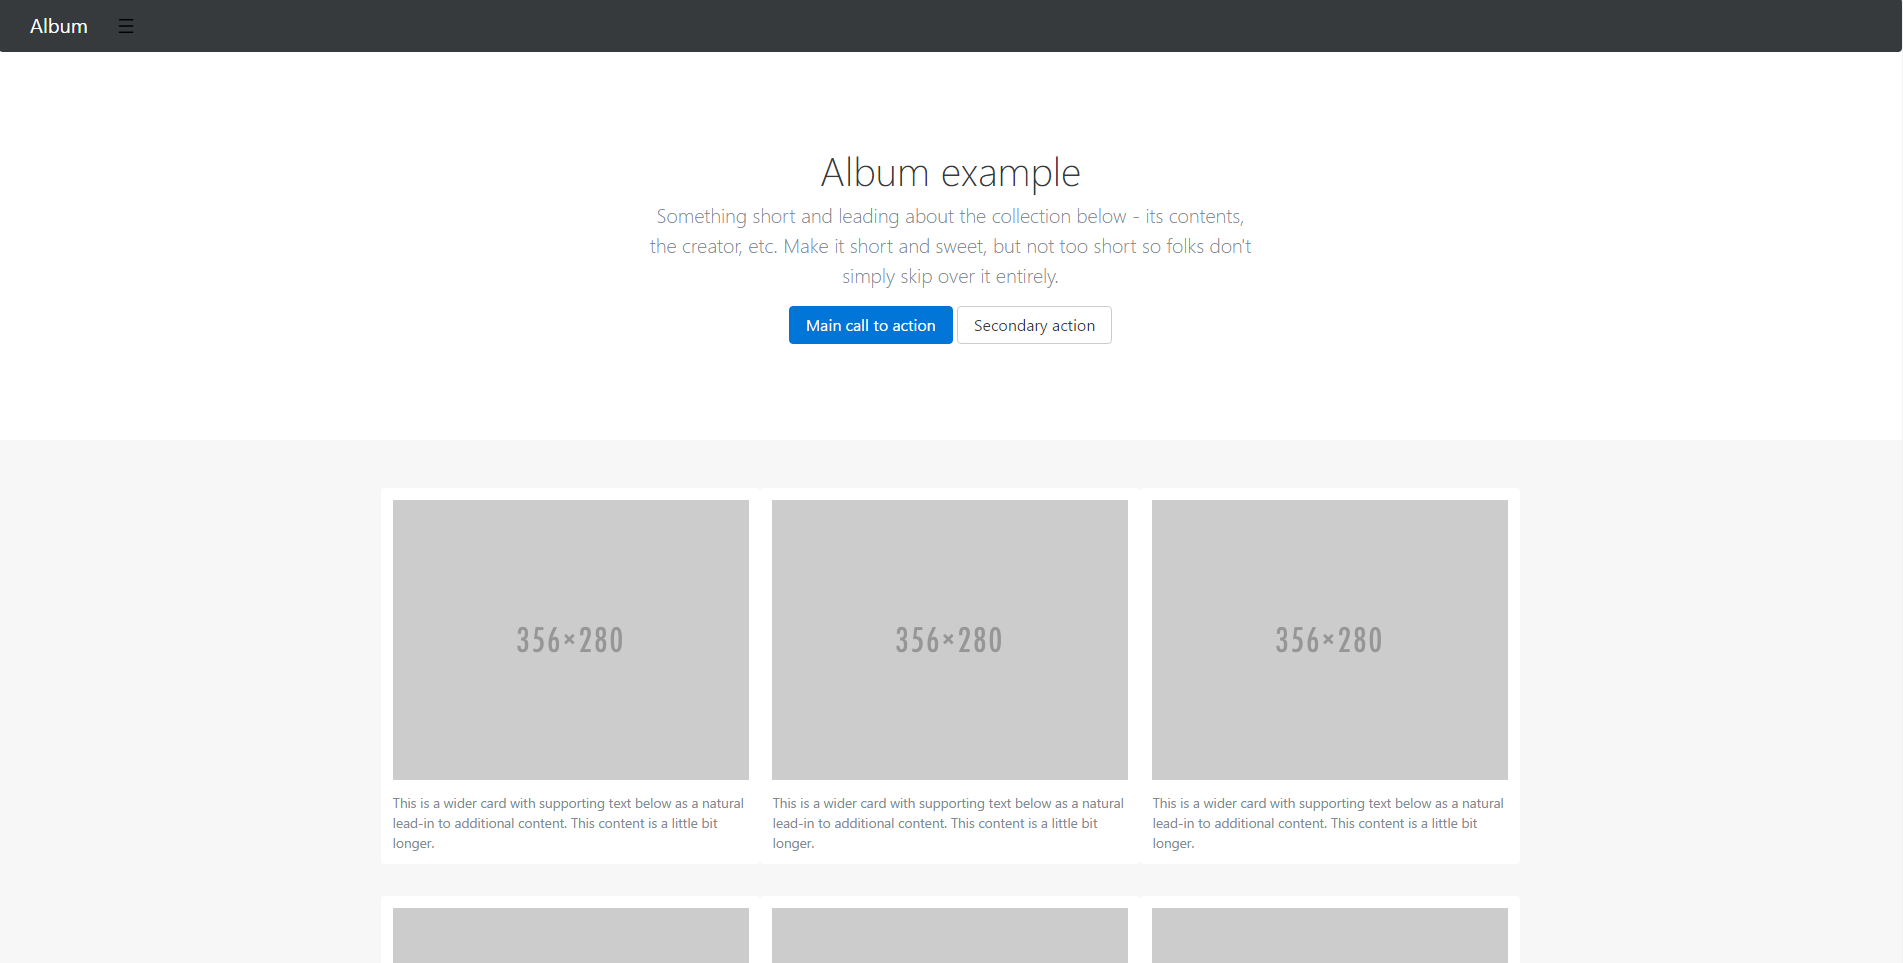 Album ☰
Album example
Something short and leading about the collection below - its contents,
the creator, etc. Make it short and sweet, but not too short so folks don't
simply skip over it entirely.
Main call to action Secondary action
356×280 356×280 356×280
This is a wider card with supporting text below as a natural
lead-in to additional content. This content is a little bit
longer.
This is a wider card with supporting text below as a natural
lead-in to additional content. This content is a little bit
longer.
This is a wider card with supporting text below as a natural
lead-in to additional content. This content is a little bit
longer.